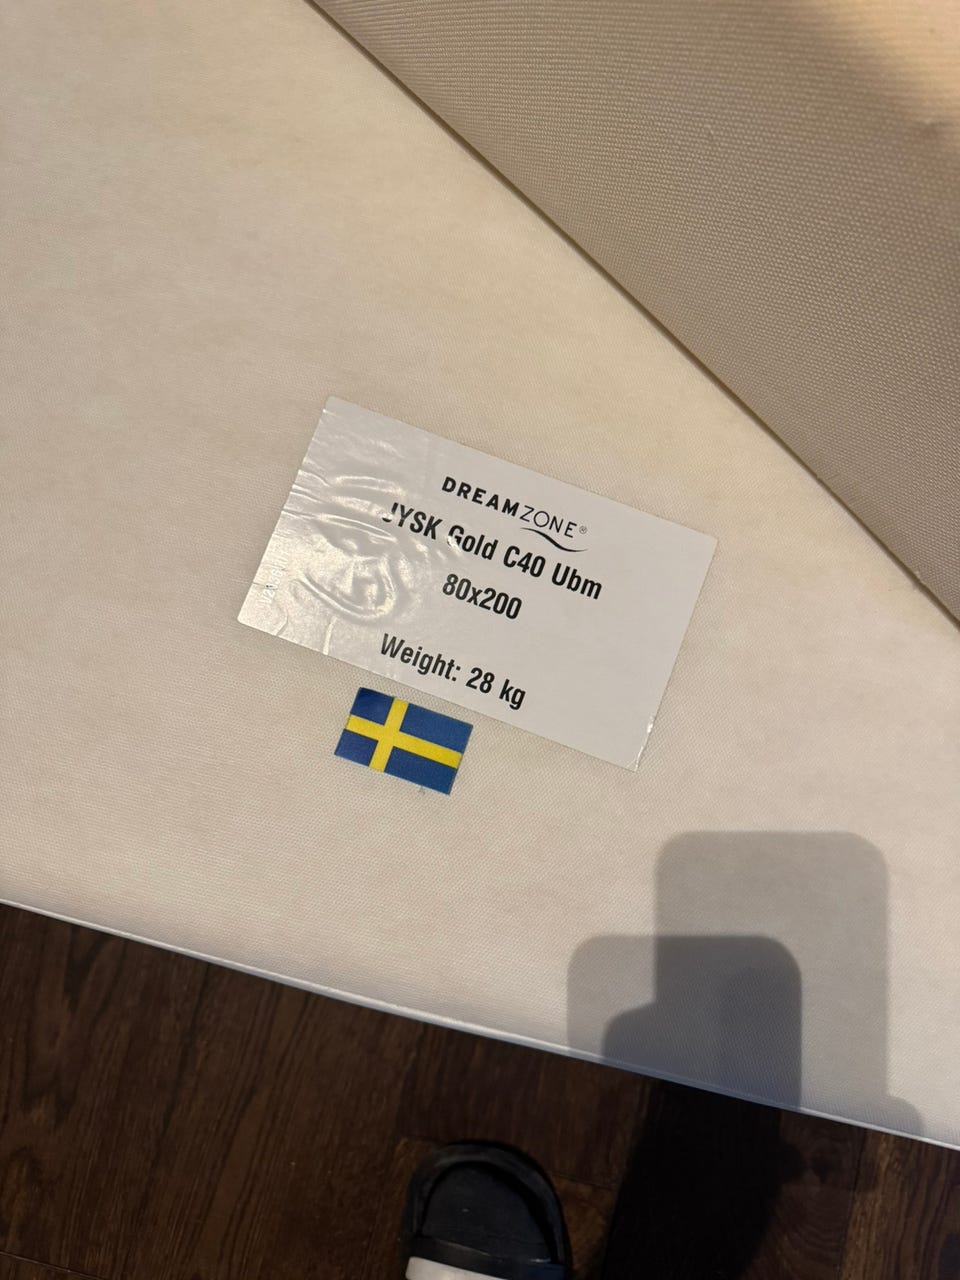 DREAMZONE®
JYSK Gold C40 Ubm
80x200
Weight: 28 kg